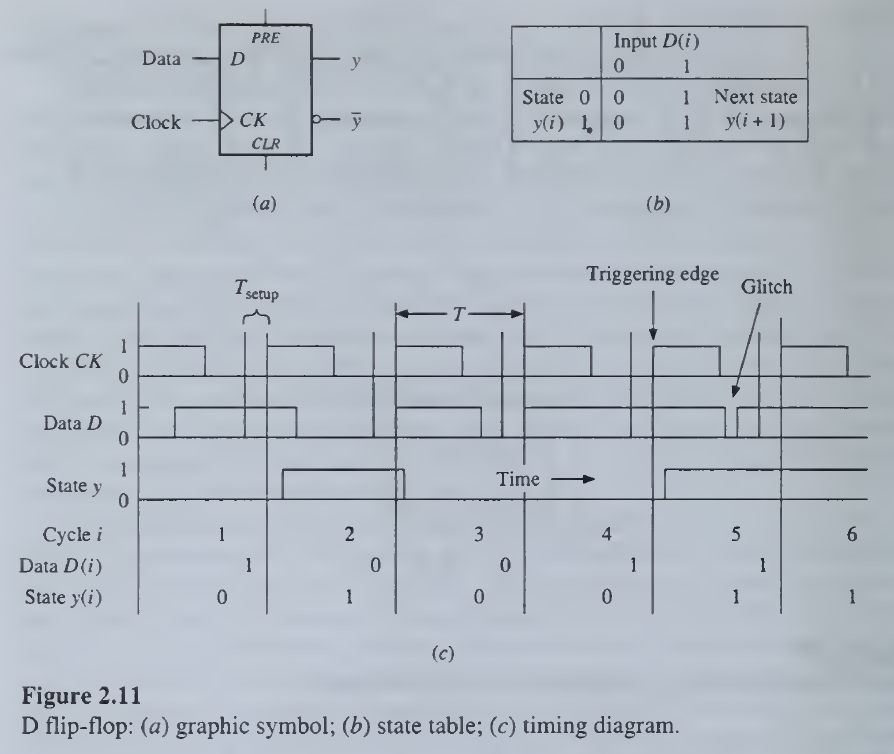 PRE
Data D y
Clock CK y̅
CLR
(a)
Input D(i)
0 1
State 0 0 1 Next state
y(i) 1 0 1 y(i + 1)
(b)
Triggering edge
Glitch
Tsetup
T
Clock CK 1
0
Data D 1
0
State y 1
0
Time
Cycle i 1 2 3 4 5 6
Data D(i) 1 0 0 1 1
State y(i) 0 1 0 0 1 1
(c)
Figure 2.11
D flip-flop: (a) graphic symbol; (b) state table; (c) timing diagram.